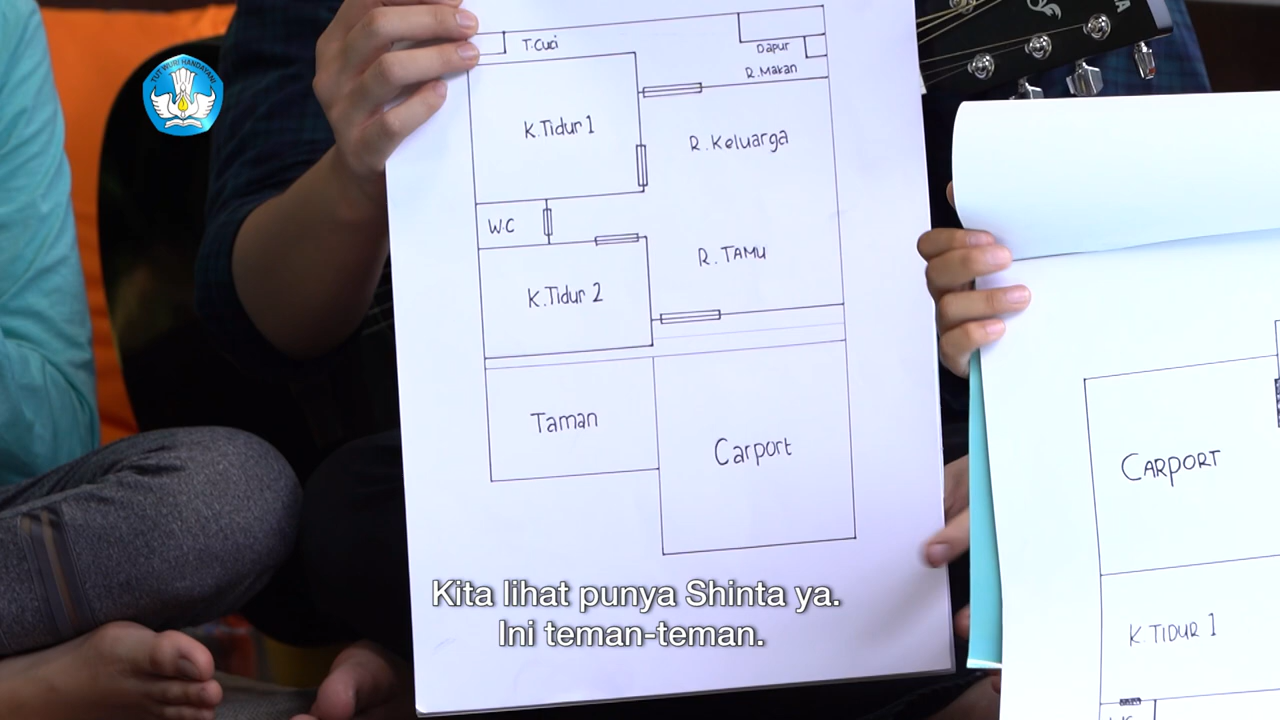 TUT WURI HANDAYANI
T.Cuci
Dapur
R.Makan
K.Tidur 1
R.Keluarga
W.C
R.TAMU
K.Tidur 2
Taman
Carport
CARPORT
K.TIDUR 1
Kita lihat punya Shinta ya.
Ini teman-teman.